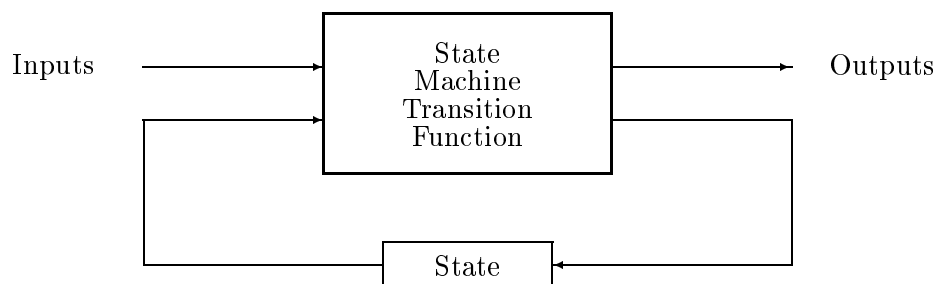 Inputs
State
Machine
Transition
Function
Outputs
State